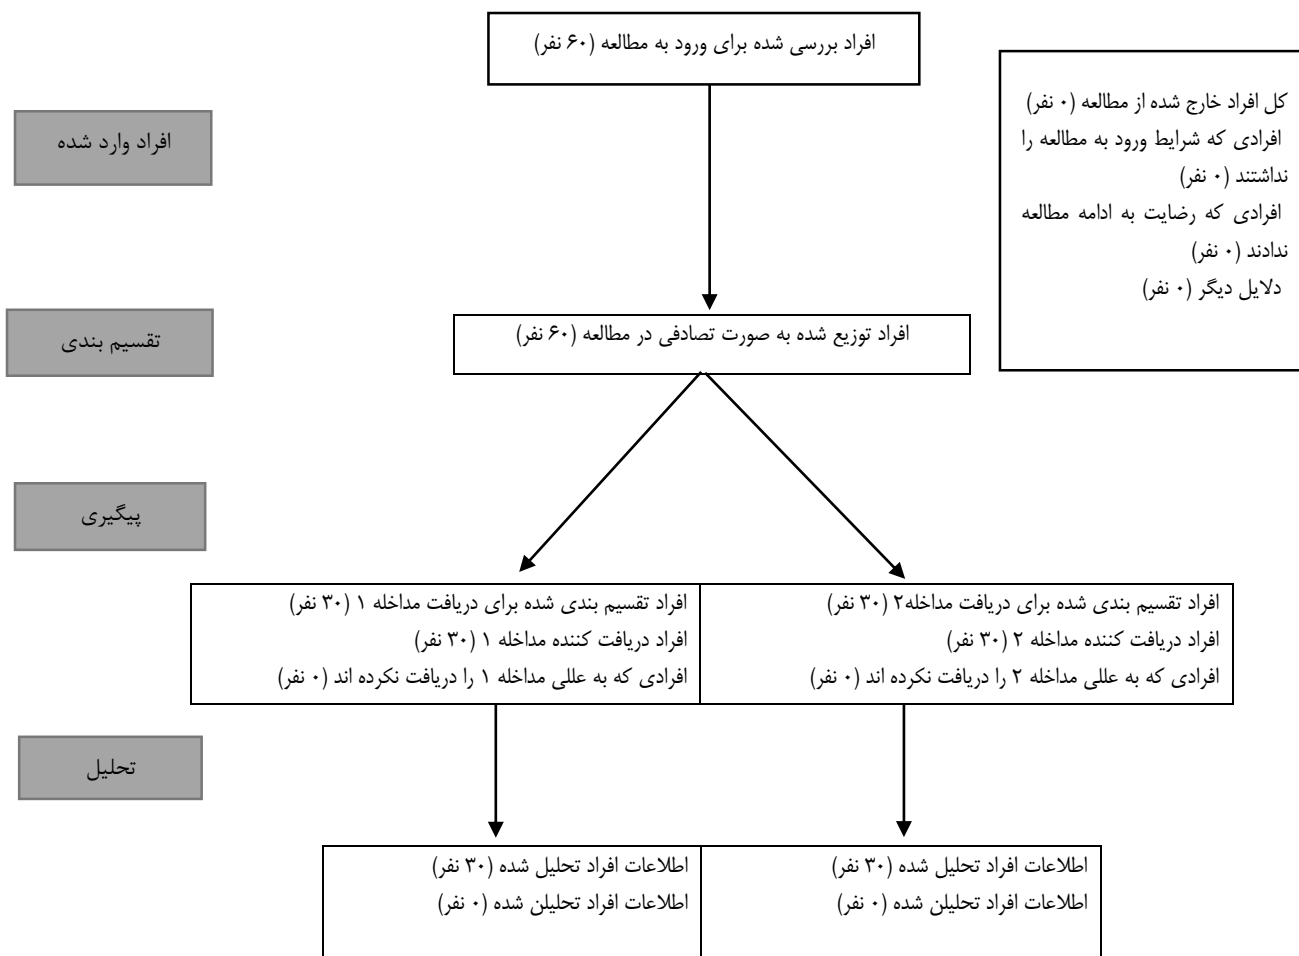 افراد بررسی شده برای ورود به مطالعه (۶۰ نفر)
کل افراد خارج شده از مطالعه (۰ نفر)
افرادی که شرایط ورود به مطالعه را
نداشتند (۰ نفر)
افرادی که رضایت به ادامه مطالعه
ندادند (۰ نفر)
دلایل دیگر (۰ نفر)
افراد وارد شده
افراد توزیع شده به صورت تصادفی در مطالعه (۶۰ نفر)
تقسیم بندی
پیگیری
افراد تقسیم بندی شده برای دریافت مداخله۲ (۳۰ نفر)
افراد دریافت کننده مداخله ۲ (۳۰ نفر)
افرادی که به عللی مداخله ۲ را دریافت نکرده اند (۰ نفر)
افراد تقسیم بندی شده برای دریافت مداخله ۱ (۳۰ نفر)
افراد دریافت کننده مداخله ۱ (۳۰ نفر)
افرادی که به عللی مداخله ۱ را دریافت نکرده اند (۰ نفر)
تحلیل
اطلاعات افراد تحلیل شده (۳۰ نفر)
اطلاعات افراد تحلیلن شده (۰ نفر)
اطلاعات افراد تحلیل شده (۳۰ نفر)
اطلاعات افراد تحلیلن شده (۰ نفر)